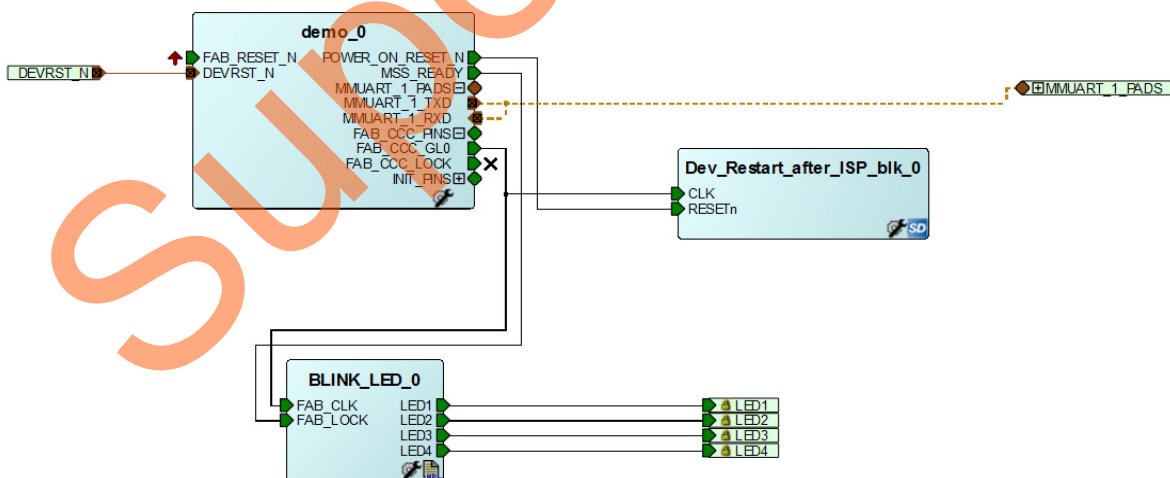 demo_0
FAB_RESET_N
POWER_ON_RESET_N
DEVRST_N
DEVRST_N
MSS_READY
MMUART_1_PADS
MMUART_1_TXD
MMUART_1_RXD
FAB_CCC_PINS
FAB_CCC_GL0
FAB_CCC_LOCK
INIT_PINS
MMUART_1_PADS
Dev_Restart_after_ISP_blk_0
CLK
RESETn
SD
BLINK_LED_0
FAB_CLK
LED1
LED1
FAB_LOCK
LED2
LED2
LED3
LED3
LED4
LED4
Sup